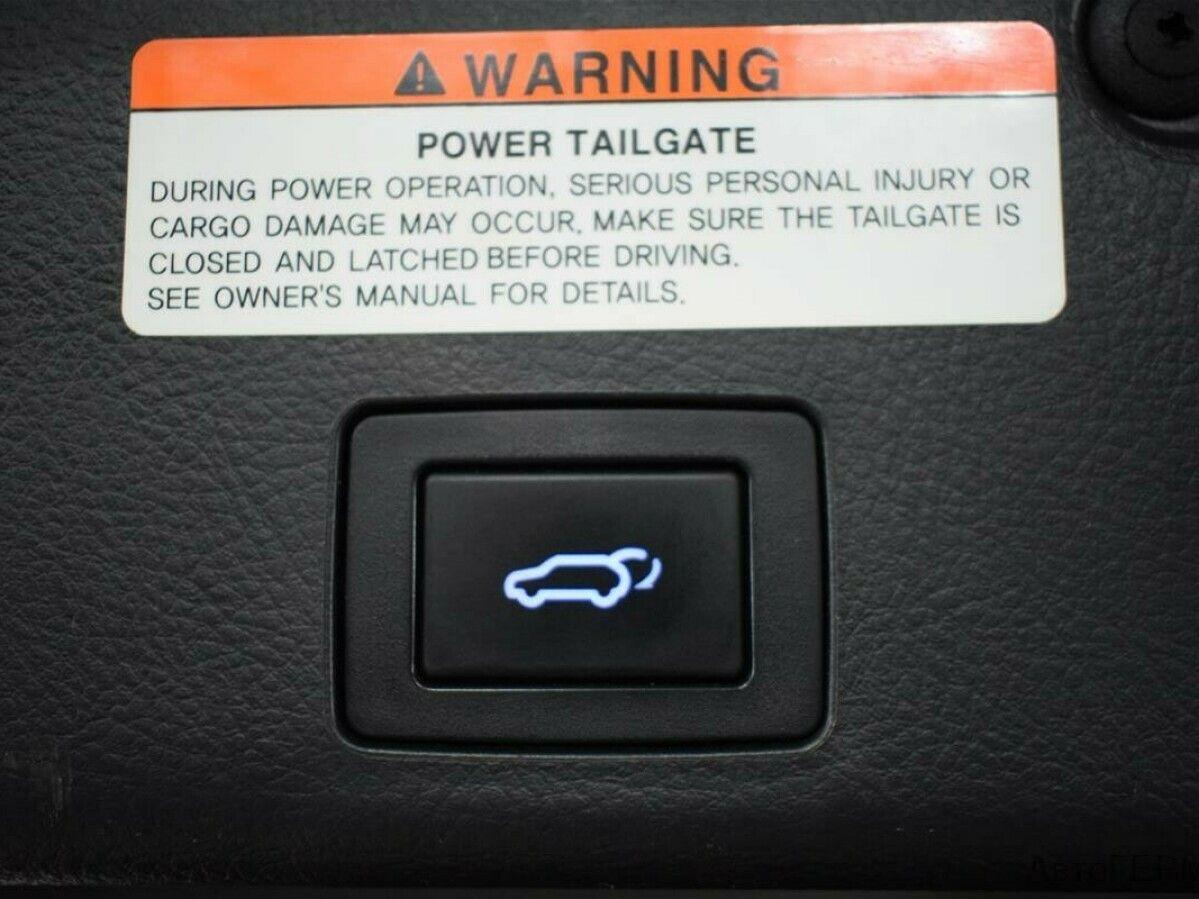 WARNING
POWER TAILGATE
DURING POWER OPERATION, SERIOUS PERSONAL INJURY OR
CARGO DAMAGE MAY OCCUR, MAKE SURE THE TAILGATE IS
CLOSED AND LATCHED BEFORE DRIVING.
SEE OWNER'S MANUAL FOR DETAILS.